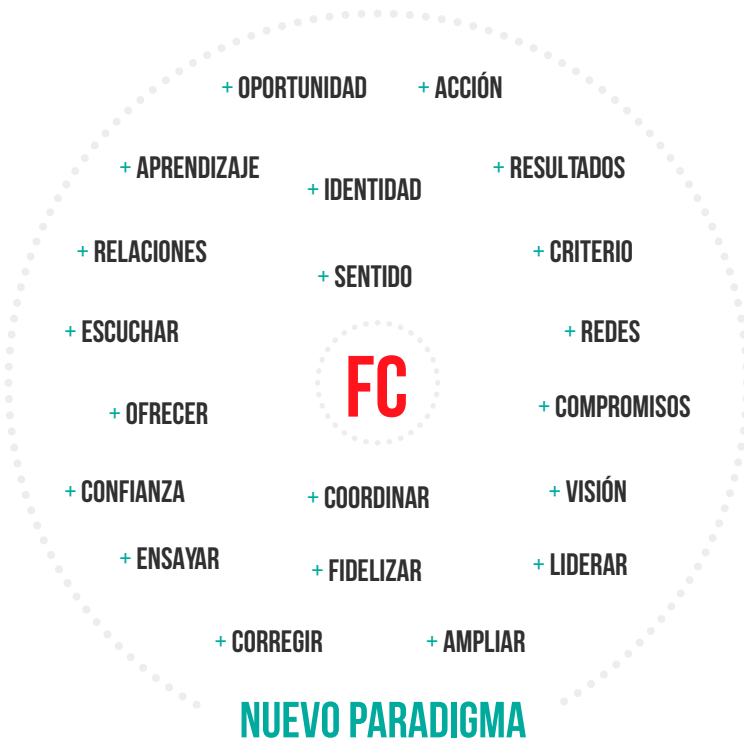 + OPORTUNIDAD
+ ACCIÓN
+ APRENDIZAJE
+ IDENTIDAD
+ RESULTADOS
+ RELACIONES
+ SENTIDO
+ CRITERIO
+ ESCUCHAR
+ REDES
FC
+ OFRECER
+ COMPROMISOS
+ CONFIANZA
+ COORDINAR
+ VISIÓN
+ ENSAYAR
+ FIDELIZAR
+ LIDERAR
+ CORREGIR
+ AMPLIAR
NUEVO PARADIGMA